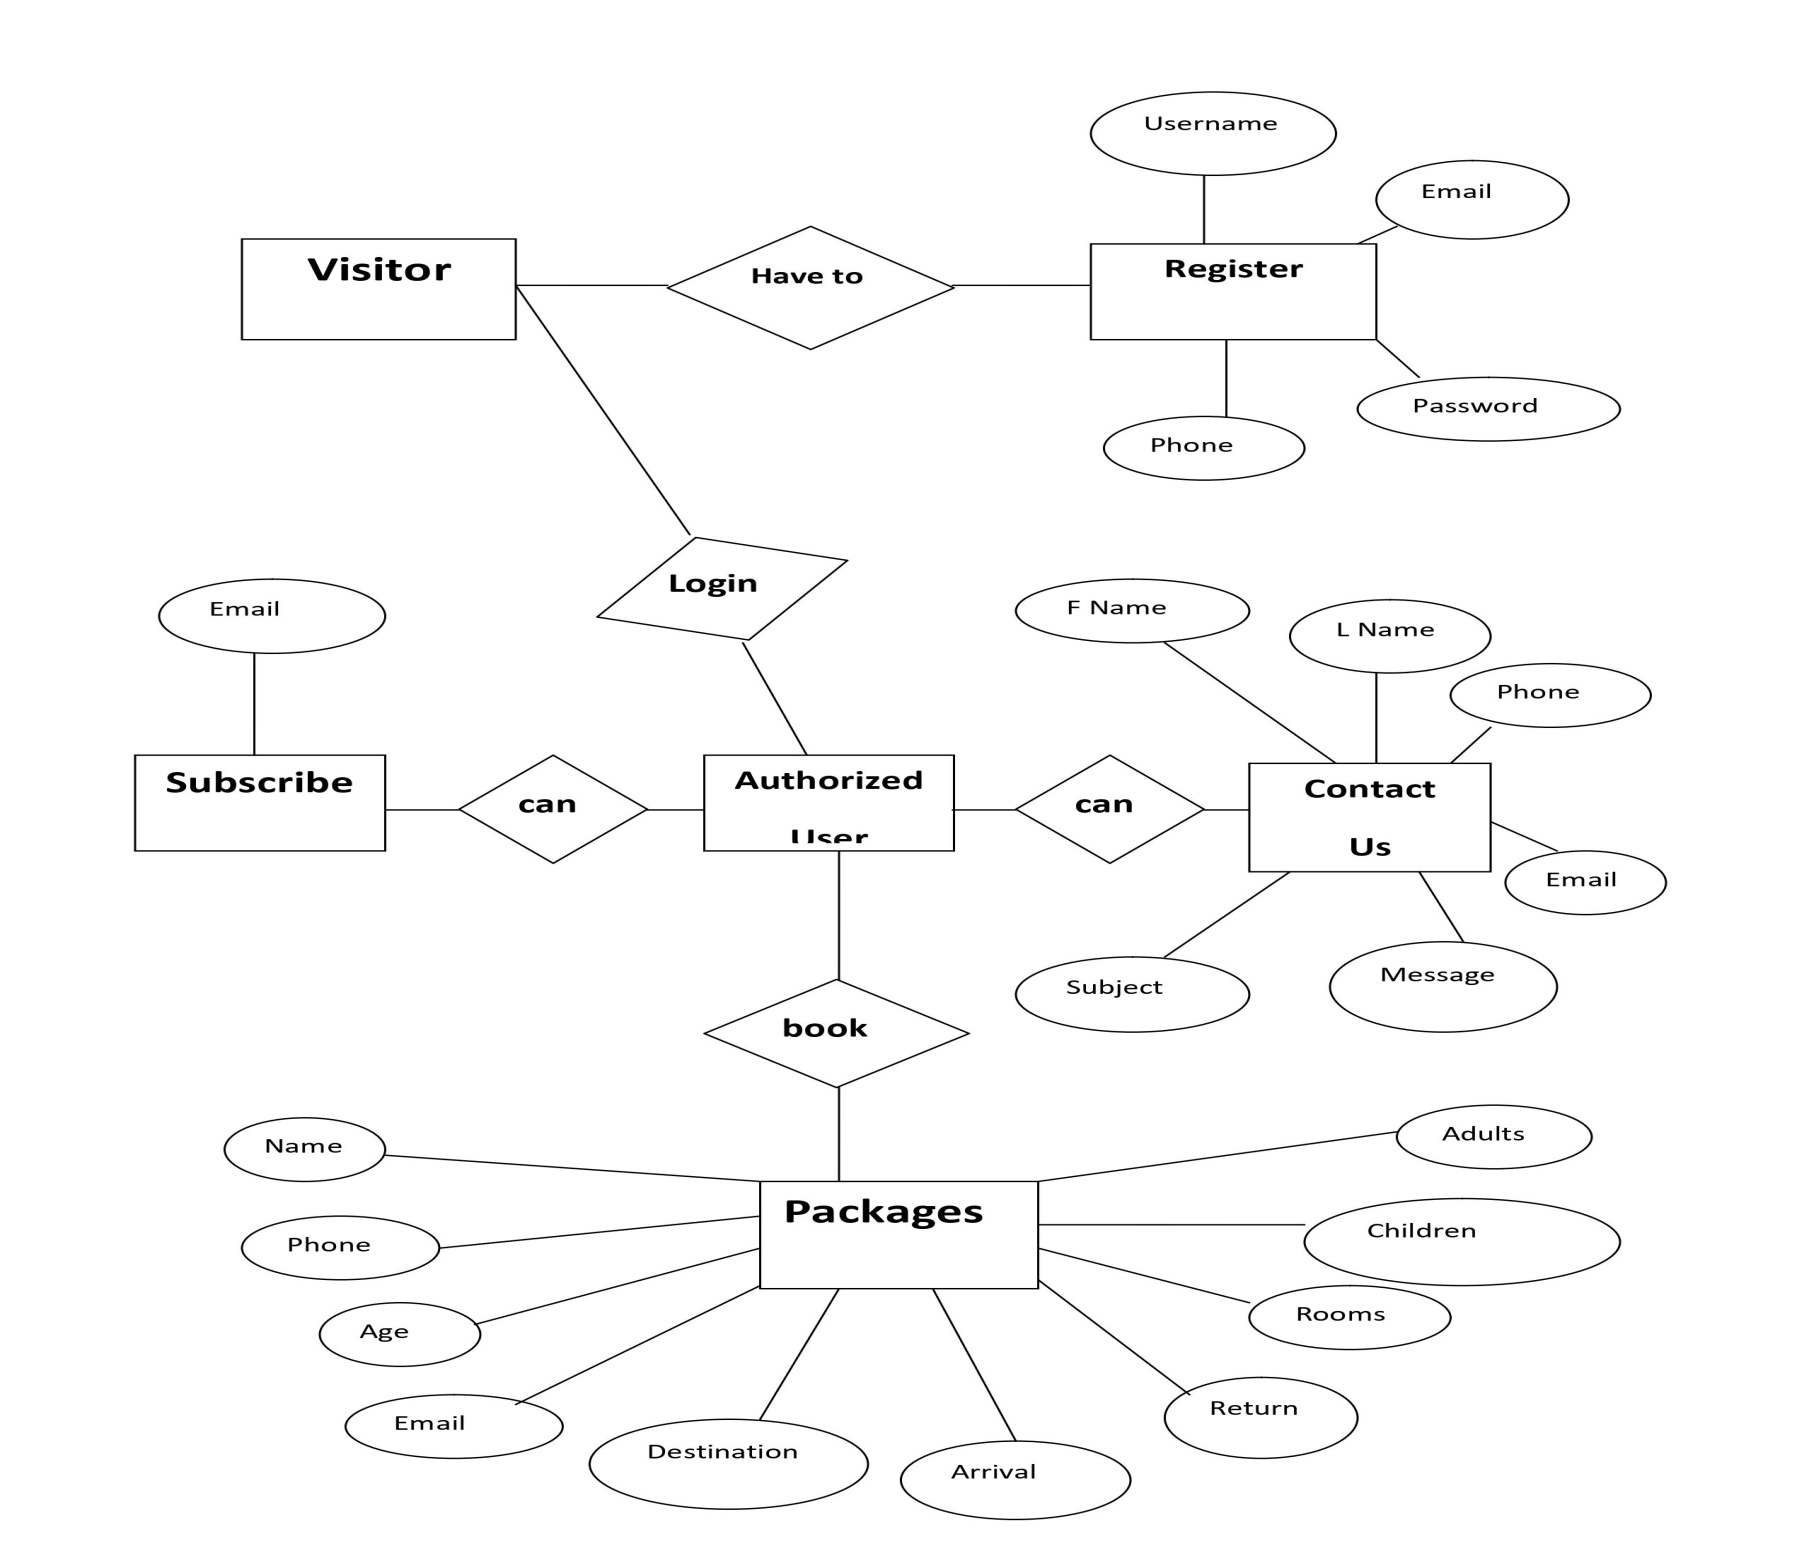 Username
Email
Visitor
Have to
Register
Password
Phone
Login
Email
F Name
L Name
Phone
Subscribe
can
Authorized
User
can
Contact
Us
Email
Subject
Message
book
Name
Adults
Packages
Children
Phone
Rooms
Age
Return
Email
Destination
Arrival